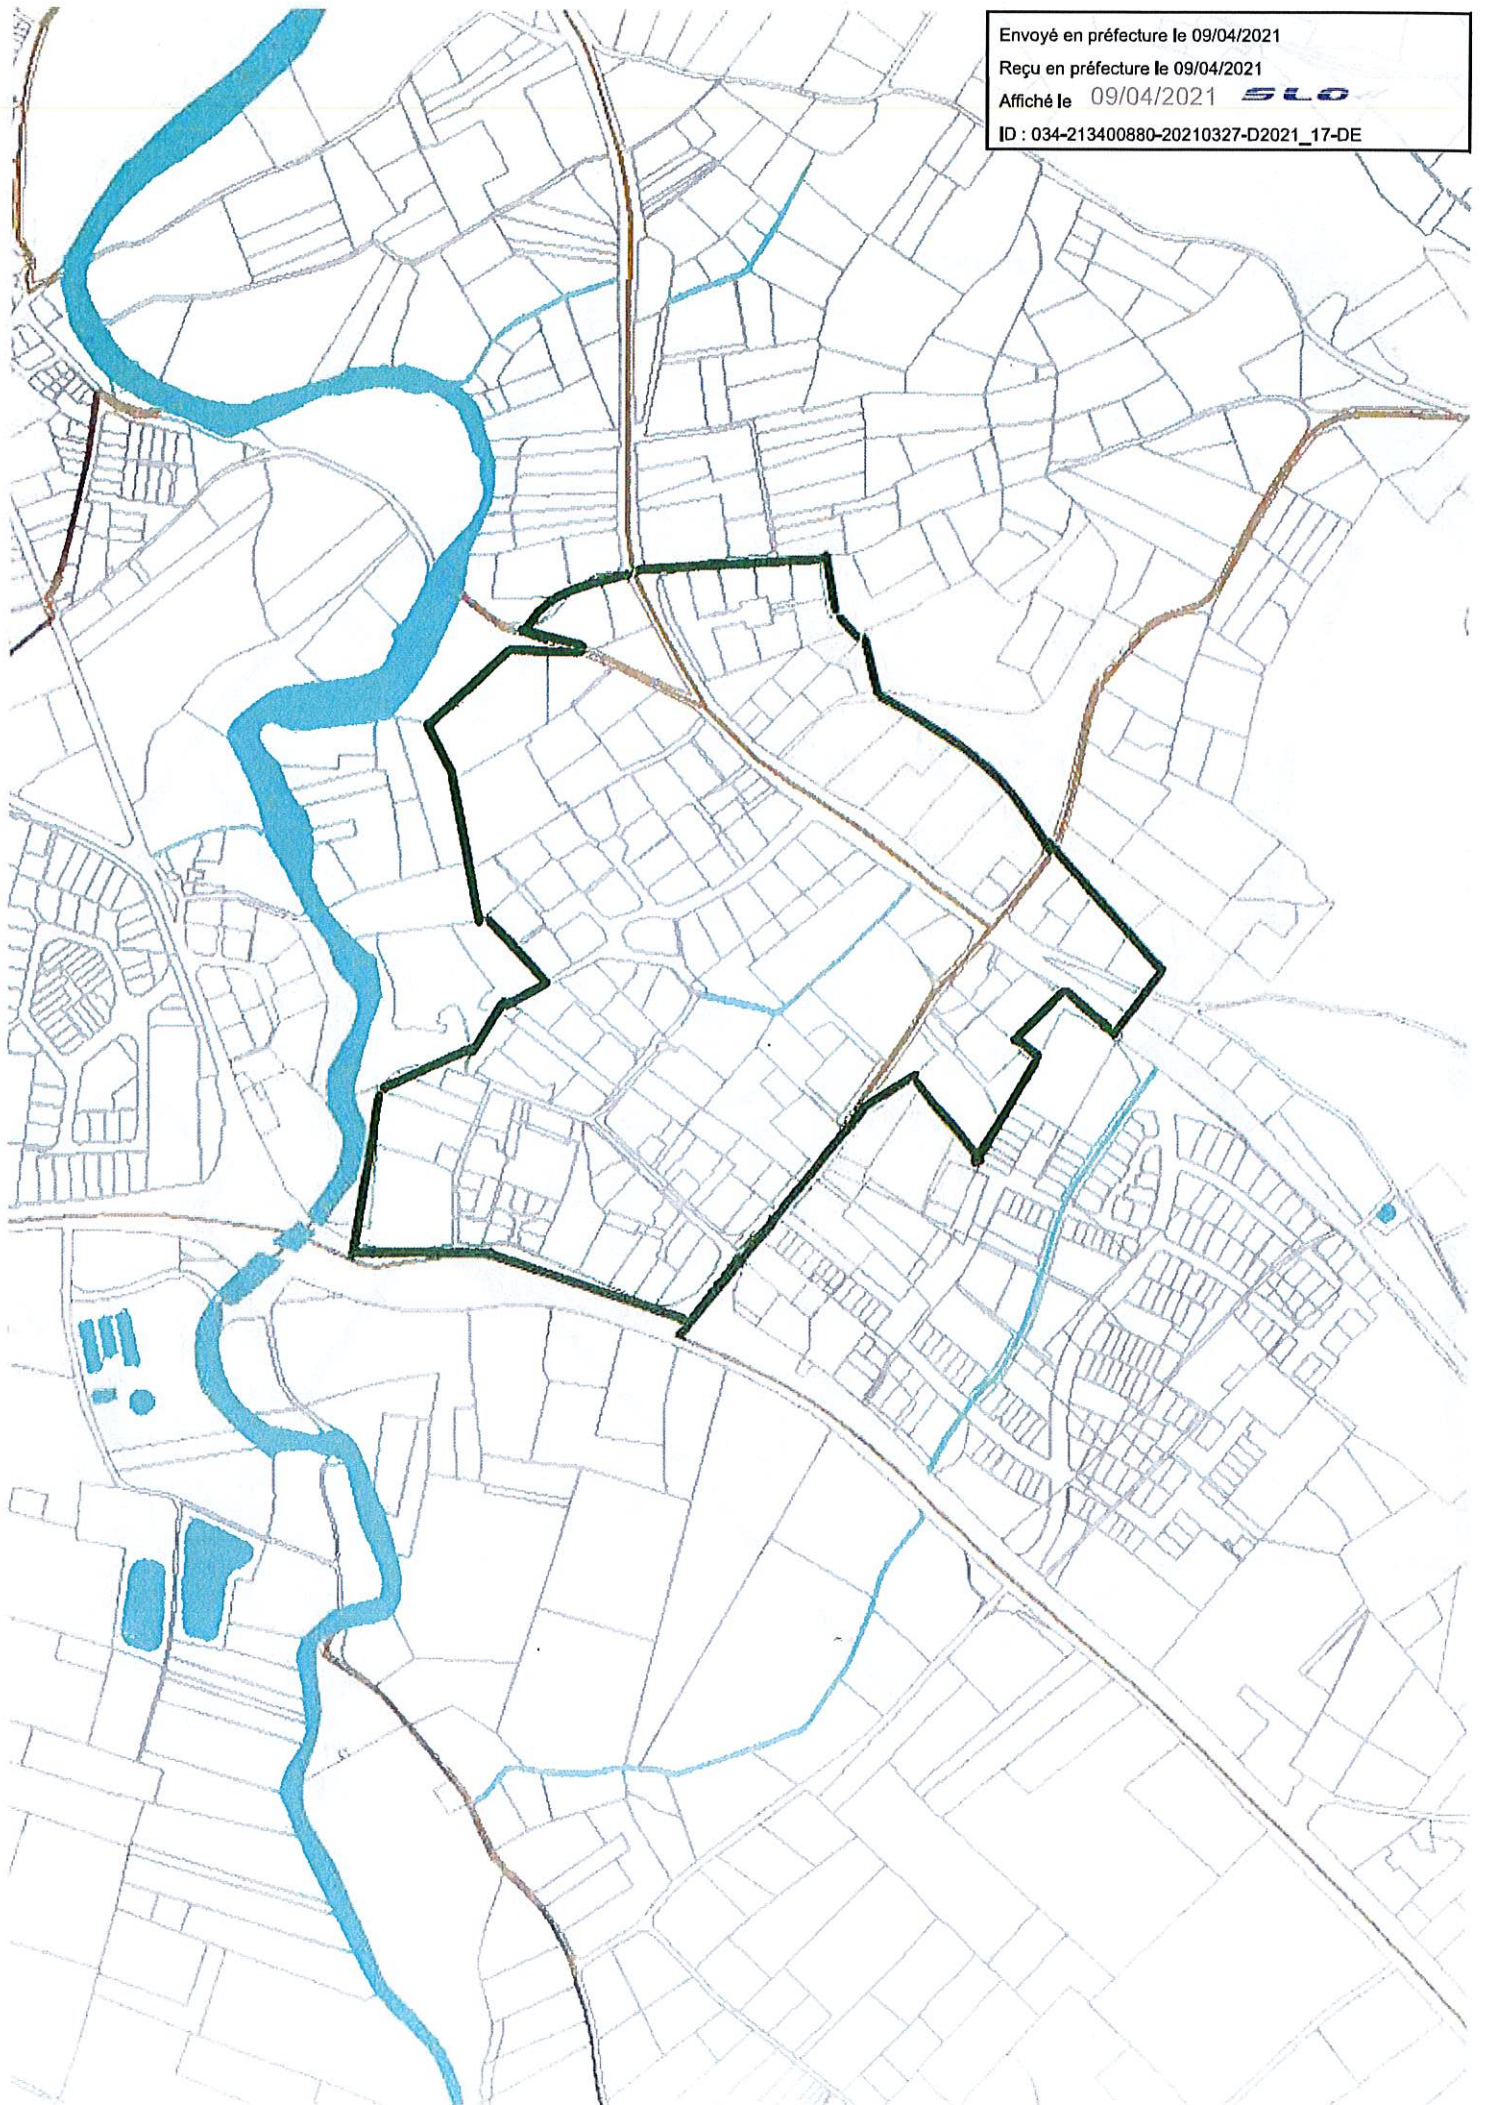 Envoyé en préfecture le 09/04/2021
Reçu en préfecture le 09/04/2021
Affiché le 09/04/2021 SLO
ID : 034-213400880-20210327-D2021_17-DE